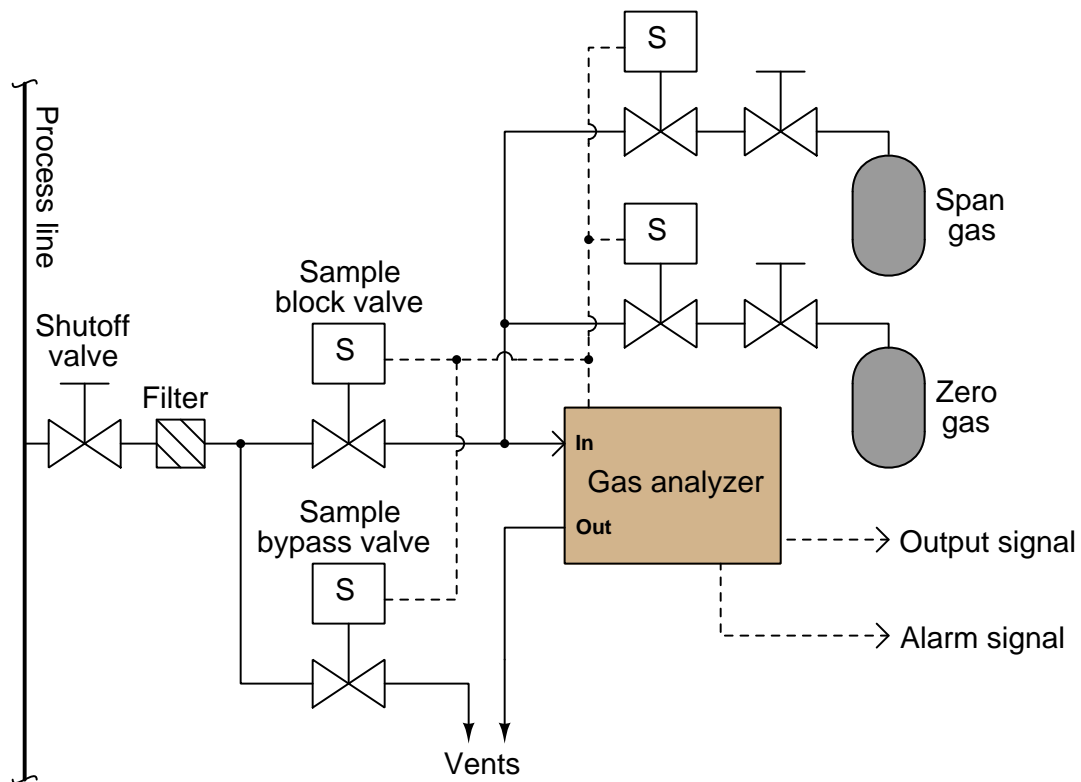 S
Process line
Span
gas
S
Sample
block valve
Shutoff
valve
S
Filter
Zero
gas
In
Gas analyzer
Sample
bypass valve
Out
Output signal
S
Alarm signal
Vents